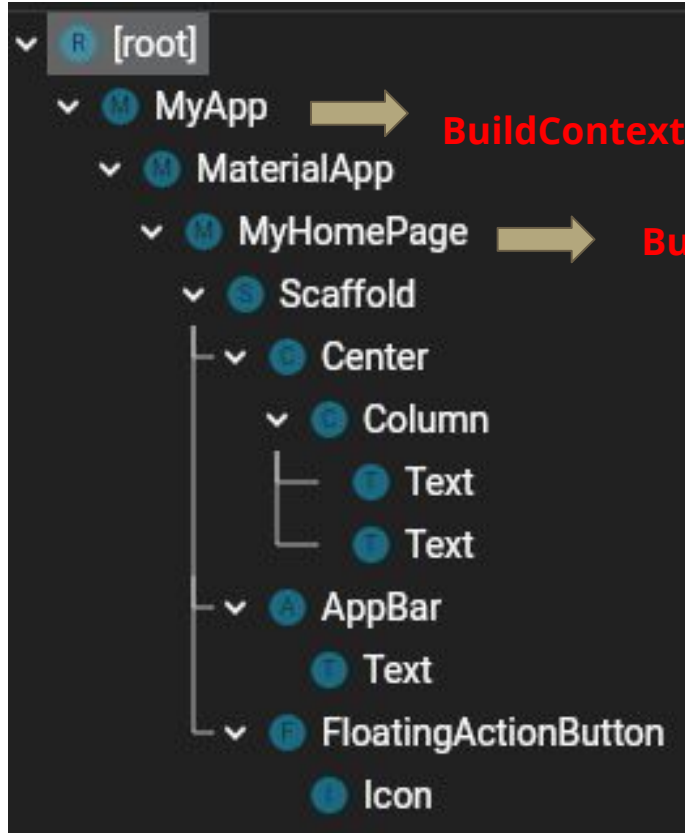 R [root]
M MyApp BuildContext
M MaterialApp
M MyHomePage Bu
S Scaffold
C Center
C Column
T Text
T Text
A AppBar
T Text
F FloatingActionButton
I Icon